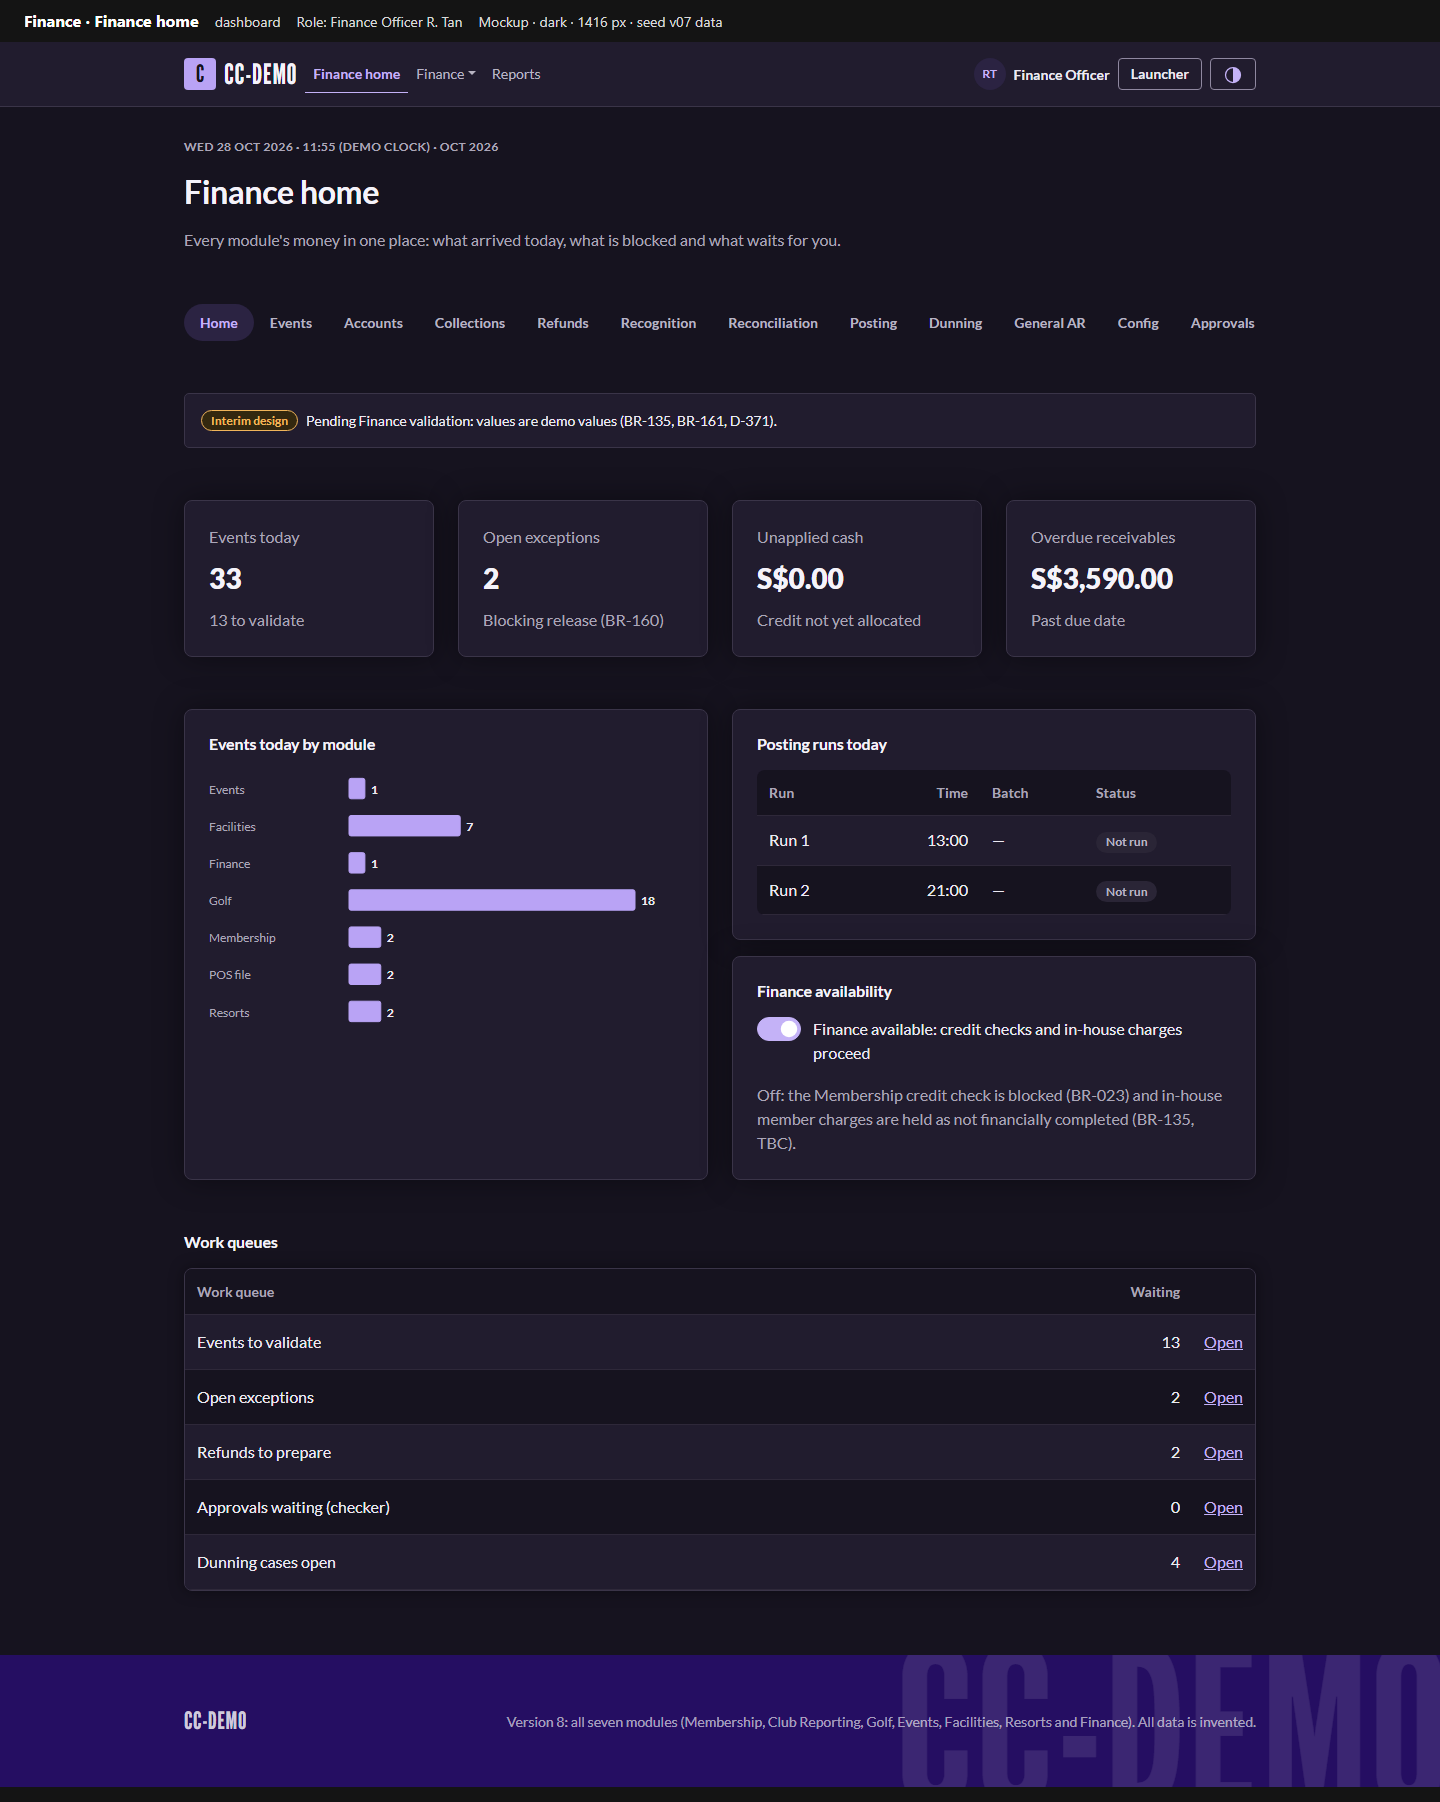 Finance · Finance home dashboard Role: Finance Officer R. Tan Mockup · dark · 1416 px · seed v07 data
C CC-DEMO Finance home Finance Reports RT Finance Officer Launcher
WED 28 OCT 2026 · 11:55 (DEMO CLOCK) · OCT 2026
Finance home
Every module's money in one place: what arrived today, what is blocked and what waits for you.
Home Events Accounts Collections Refunds Recognition Reconciliation Posting Dunning General AR Config Approvals
Interim design Pending Finance validation: values are demo values (BR-135, BR-161, D-371).
Events today
33
13 to validate
Open exceptions
2
Blocking release (BR-160)
Unapplied cash
S$0.00
Credit not yet allocated
Overdue receivables
S$3,590.00
Past due date
Events today by module
Events 1
Facilities 7
Finance 1
Golf 18
Membership 2
POS file 2
Resorts 2
Posting runs today
Run Time Batch Status
Run 1 13:00 — Not run
Run 2 21:00 — Not run
Finance availability
Finance available: credit checks and in-house charges
proceed
Off: the Membership credit check is blocked (BR-023) and in-house
member charges are held as not financially completed (BR-135,
TBC).
Work queues
Work queue Waiting
Events to validate 13 Open
Open exceptions 2 Open
Refunds to prepare 2 Open
Approvals waiting (checker) 0 Open
Dunning cases open 4 Open
CC-DEMO
CC-DEMO Version 8: all seven modules (Membership, Club Reporting, Golf, Events, Facilities, Resorts and Finance). All data is invented.